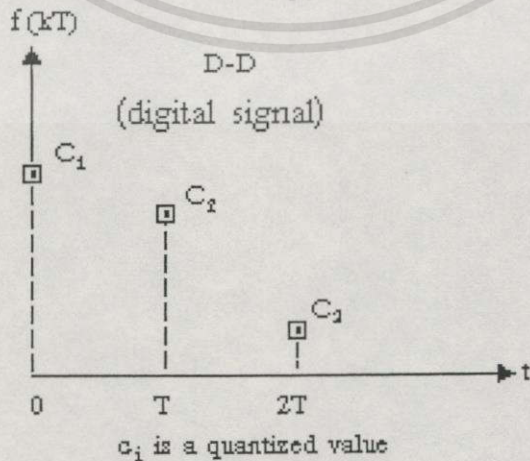 f(kT)
D-D
(digital signal)
C₁
C₂
C₃
t
0 T 2T
cᵢ is a quantized value